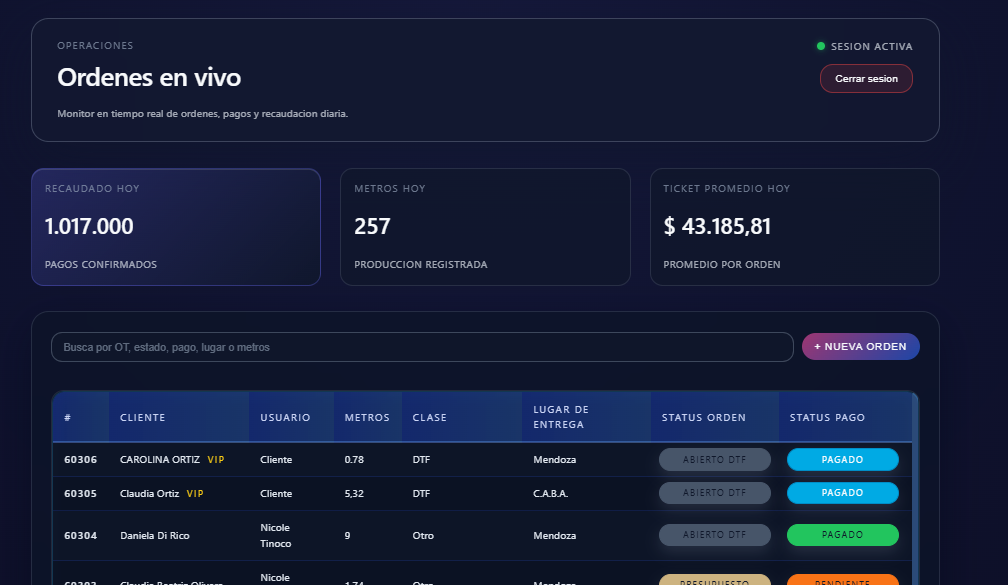 OPERACIONES
SESION ACTIVA
Ordenes en vivo
Cerrar sesion
Monitor en tiempo real de ordenes, pagos y recaudacion diaria.
RECAUDADO HOY
1.017.000
PAGOS CONFIRMADOS
METROS HOY
257
PRODUCCION REGISTRADA
TICKET PROMEDIO HOY
$ 43.185,81
PROMEDIO POR ORDEN
Busca por OT, estado, pago, lugar o metros
+ NUEVA ORDEN
# CLIENTE USUARIO METROS CLASE LUGAR DE ENTREGA STATUS ORDEN STATUS PAGO
60306 CAROLINA ORTIZ VIP Cliente 0.78 DTF Mendoza ABIERTO DTF PAGADO
60305 Claudia Ortiz VIP Cliente 5,32 DTF C.A.B.A. ABIERTO DTF PAGADO
60304 Daniela Di Rico Nicole Tinoco 9 Otro Mendoza ABIERTO DTF PAGADO
60303 Claudia Beatriz Olivera Nicole 1.74 Otro Mendoza PRESUPUESTO PENDIENTE